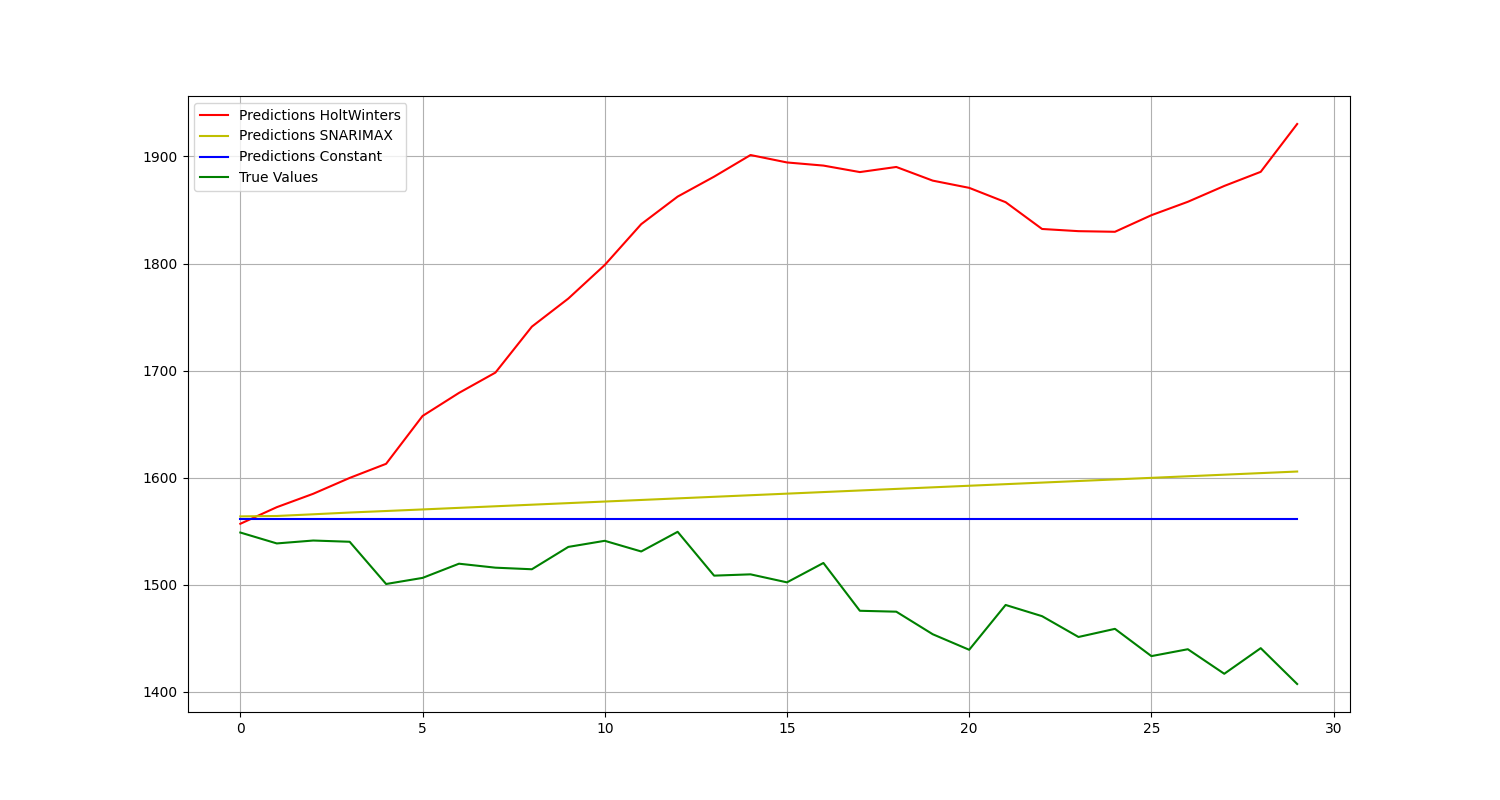 Predictions HoltWinters
Predictions SNARIMAX
Predictions Constant
True Values
1900
1800
1700
1600
1500
1400
0 5 10 15 20 25 30